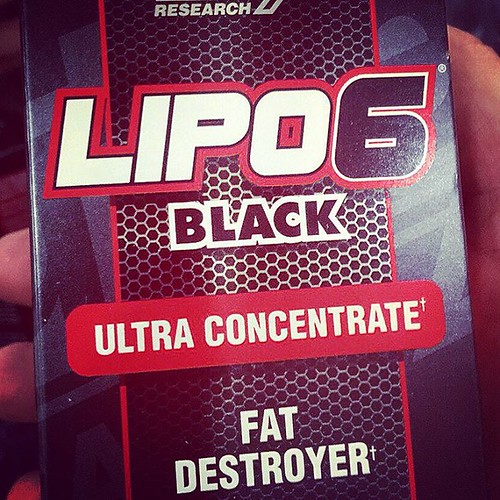 RESEARCH
LIPO6®
BLACK
ULTRA CONCENTRATE†
FAT
DESTROYER†